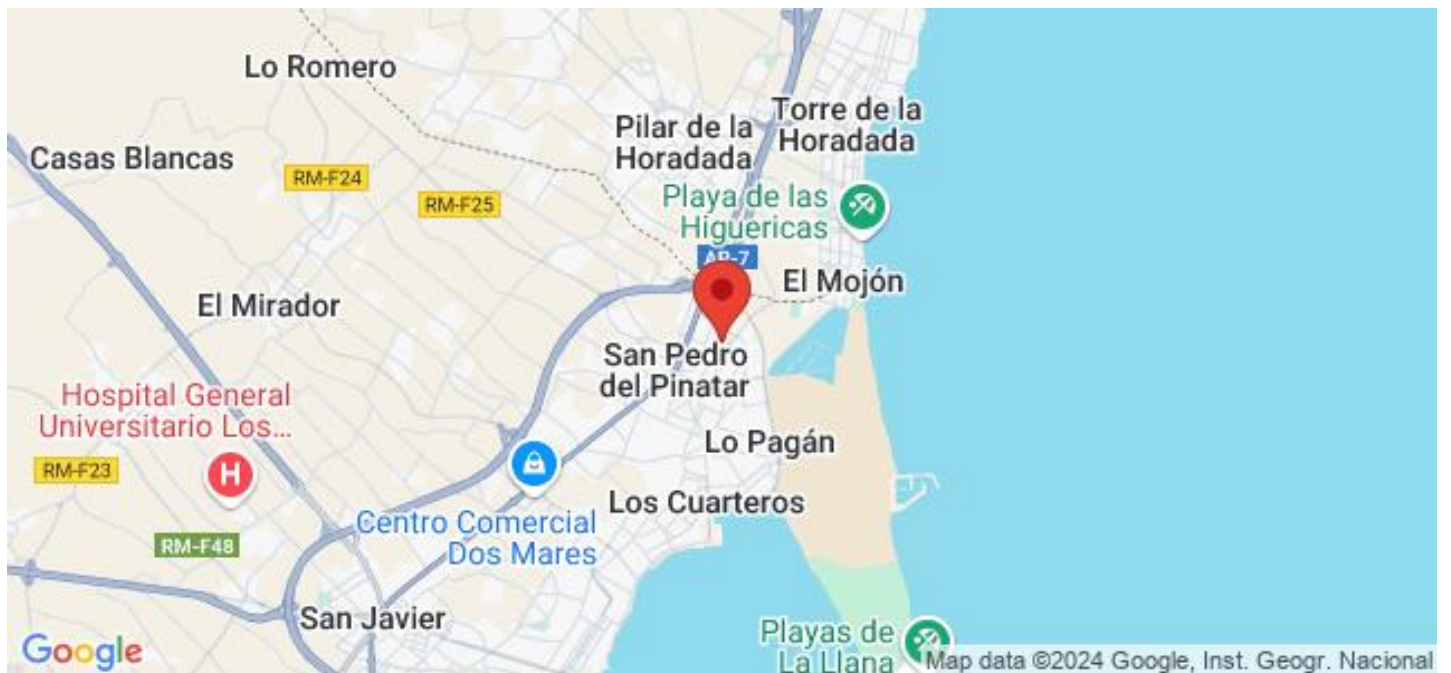 Lo Romero
Torre de la
Horadada
Pilar de la
Horadada
Casas Blancas
RM-F24
RM-F25
Playa de las
Higuericas
AP-7
El Mojón
El Mirador
San Pedro
del Pinatar
Hospital General
Universitario Los...
H
RM-F23
Lo Pagán
Los Cuarteros
Centro Comercial
Dos Mares
RM-F48
San Javier
Playas de
La Llana
Google
Map data ©2024 Google, Inst. Geogr. Nacional